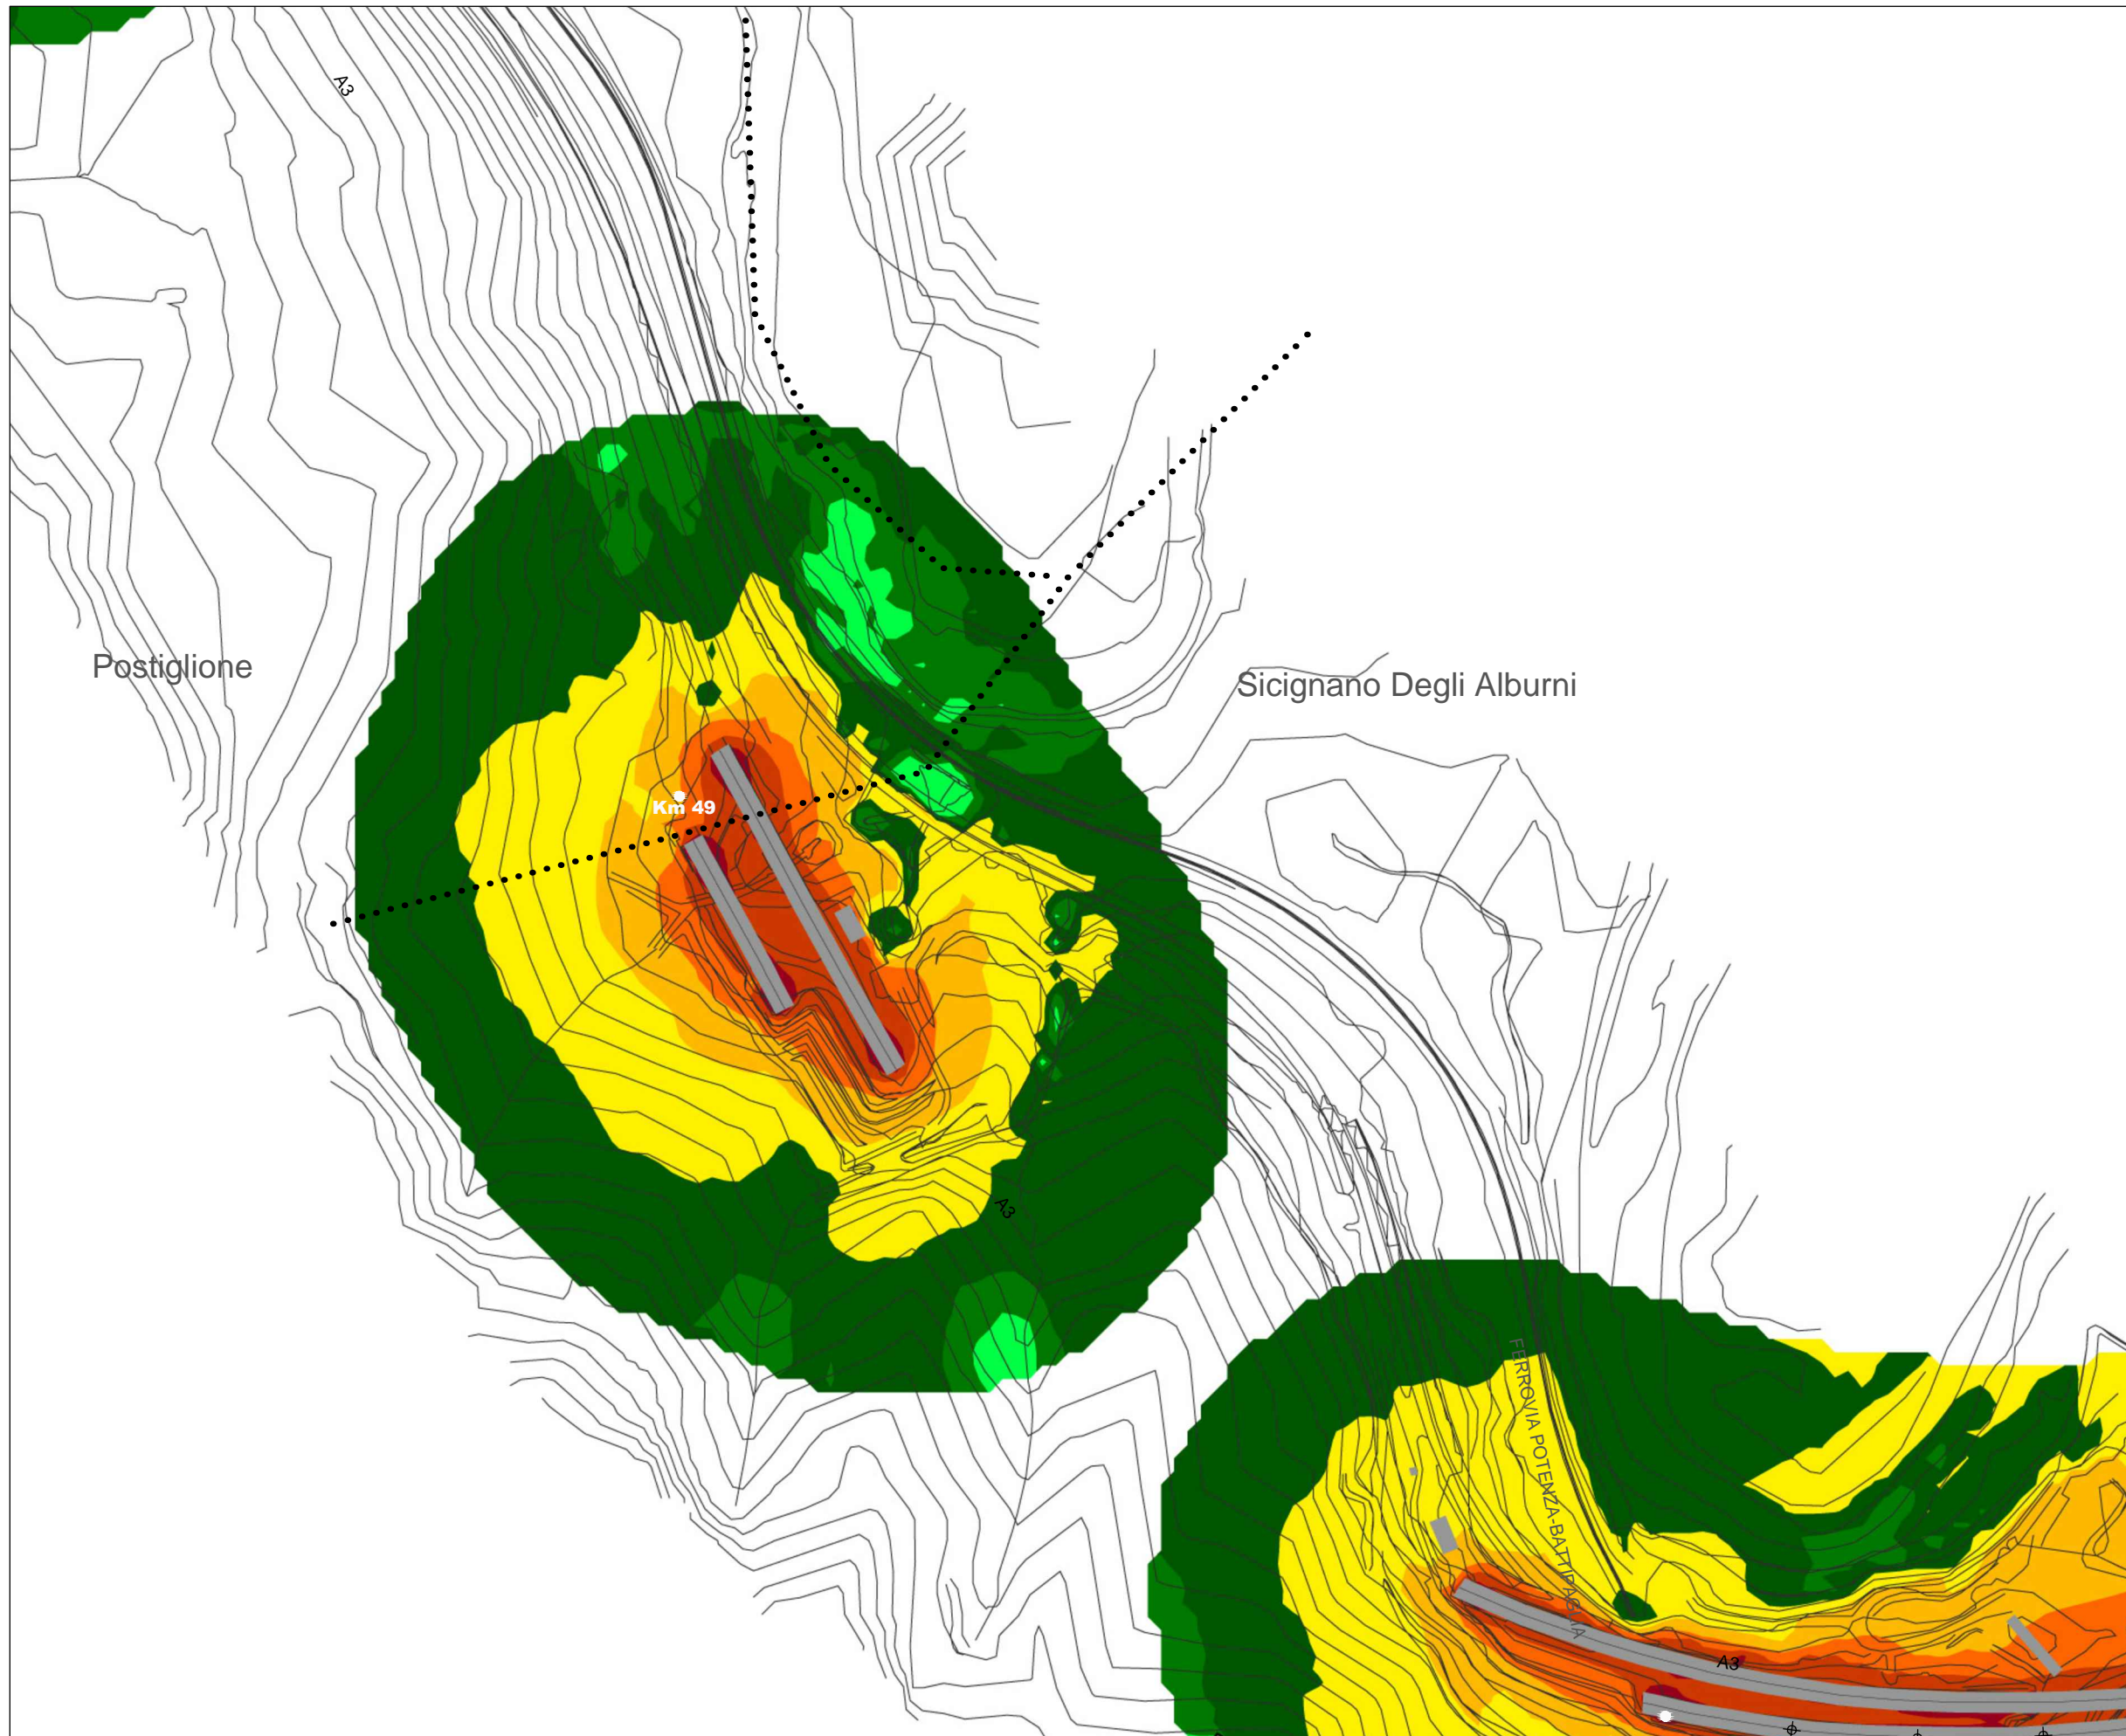 A3
Postiglione
Sicignano Degli Alburni
Km 49
A3
FERROVIA POTENZA-BATTIPAGLIA
A3